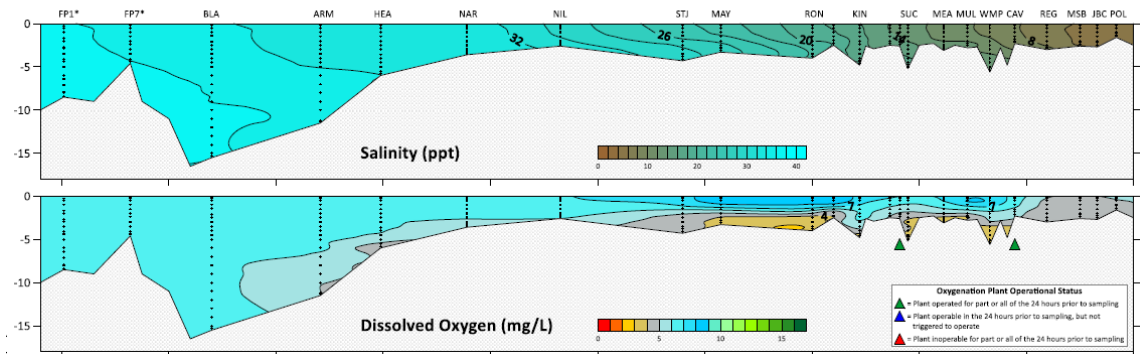 FP1* FP7* BLA ARM HEA NAR NIL STJ MAY RON KIN SUC MEA MUL WMP CAV REG MSB JBC POL
0
-5
-10
-15
32 26 20 14 8
Salinity (ppt)
0 10 20 30 40
0
-5
-10
-15
7 4 7
Dissolved Oxygen (mg/L)
0 5 10 15
Oxygenation Plant Operational Status
= Plant operated for part or all of the 24 hours prior to sampling
= Plant operable in the 24 hours prior to sampling, but not
triggered to operate
= Plant inoperable for part or all of the 24 hours prior to sampling